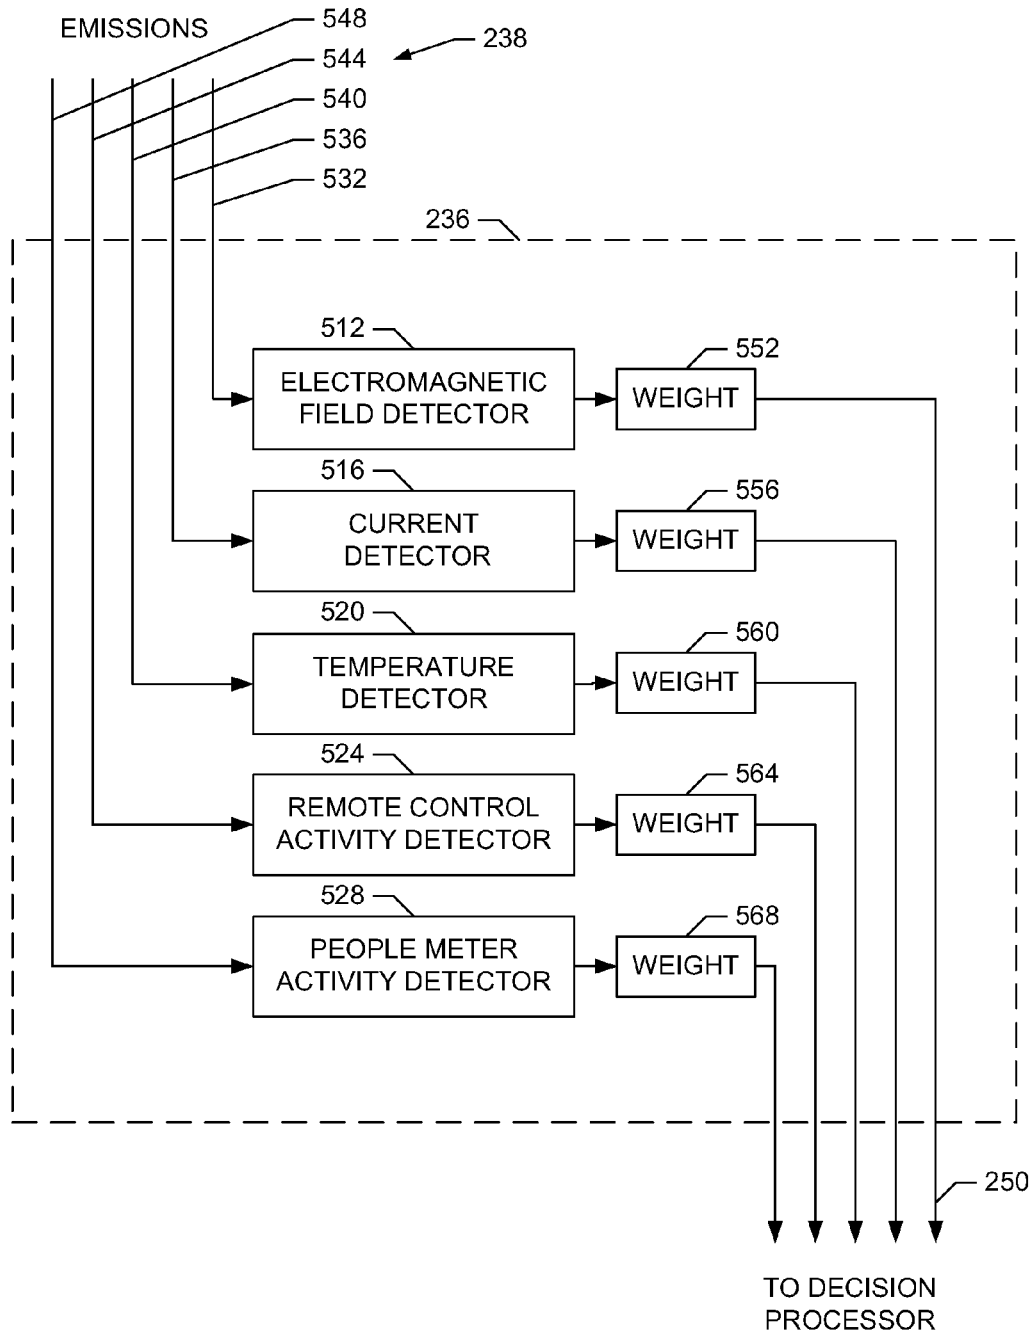 EMISSIONS
548
544
238
540
536
532
236
512
ELECTROMAGNETIC
FIELD DETECTOR
552
WEIGHT
516
CURRENT
DETECTOR
556
WEIGHT
520
TEMPERATURE
DETECTOR
560
WEIGHT
524
REMOTE CONTROL
ACTIVITY DETECTOR
564
WEIGHT
528
PEOPLE METER
ACTIVITY DETECTOR
568
WEIGHT
250
TO DECISION
PROCESSOR